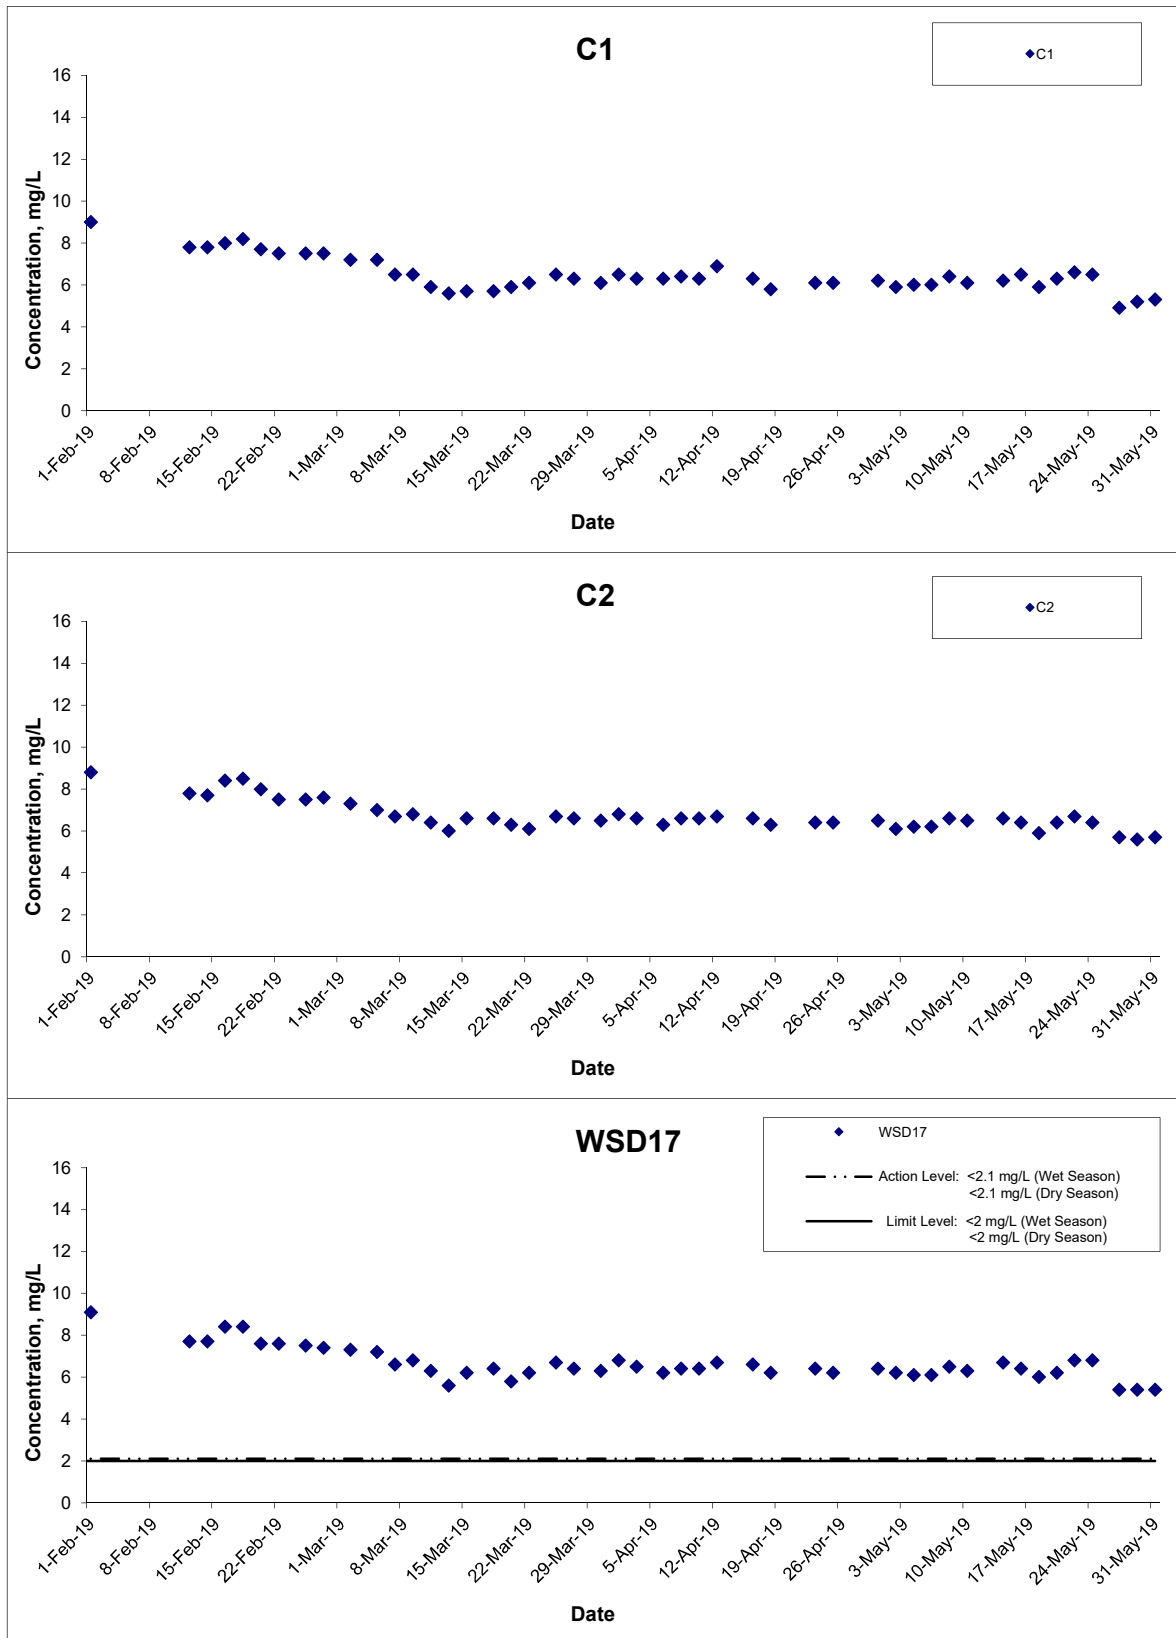 C1
C1
Concentration, mg/L
16
14
12
10
8
6
4
2
0
1-Feb-19
8-Feb-19
15-Feb-19
22-Feb-19
1-Mar-19
8-Mar-19
15-Mar-19
22-Mar-19
29-Mar-19
5-Apr-19
12-Apr-19
19-Apr-19
26-Apr-19
3-May-19
10-May-19
17-May-19
24-May-19
31-May-19
Date
C2
C2
Concentration, mg/L
16
14
12
10
8
6
4
2
0
1-Feb-19
8-Feb-19
15-Feb-19
22-Feb-19
1-Mar-19
8-Mar-19
15-Mar-19
22-Mar-19
29-Mar-19
5-Apr-19
12-Apr-19
19-Apr-19
26-Apr-19
3-May-19
10-May-19
17-May-19
24-May-19
31-May-19
Date
WSD17
WSD17
Action Level: <2.1 mg/L (Wet Season)
<2.1 mg/L (Dry Season)
Limit Level: <2 mg/L (Wet Season)
<2 mg/L (Dry Season)
Concentration, mg/L
16
14
12
10
8
6
4
2
0
1-Feb-19
8-Feb-19
15-Feb-19
22-Feb-19
1-Mar-19
8-Mar-19
15-Mar-19
22-Mar-19
29-Mar-19
5-Apr-19
12-Apr-19
19-Apr-19
26-Apr-19
3-May-19
10-May-19
17-May-19
24-May-19
31-May-19
Date